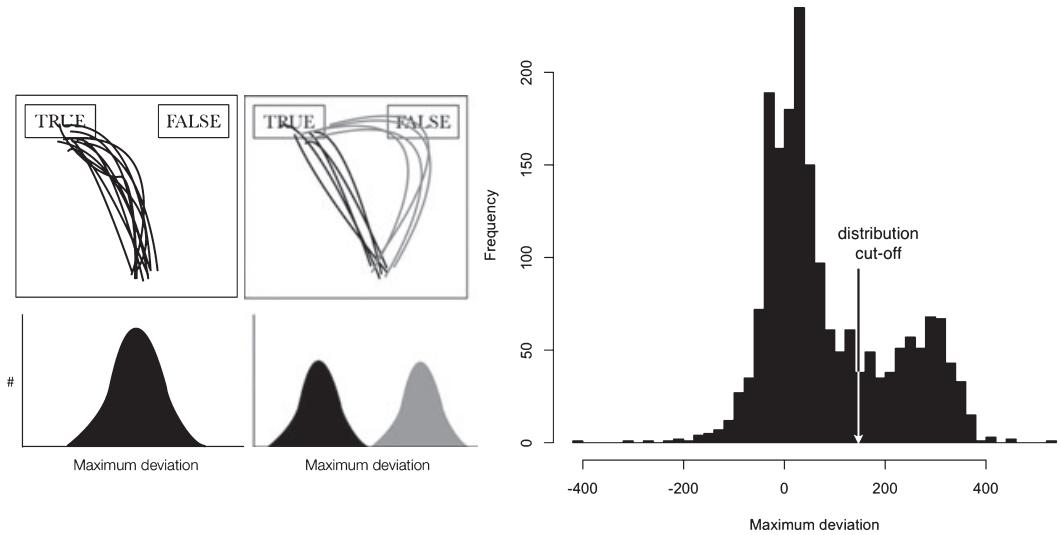 TRUE
FALSE
TRUE
FALSE
#
Maximum deviation
Maximum deviation
Frequency
200
150
100
50
0
distribution
cut-off
-400
-200
0
200
400
Maximum deviation